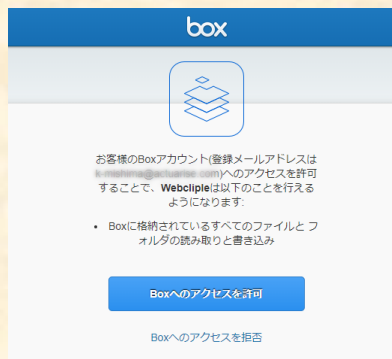 box
お客様のBoxアカウント(登録メールアドレスは
)へのアクセスを許可
することで、Webclipleは以下のことを行える
ようになります:
• Boxに格納されているすべてのファイルと フ
ォルダの読み取りと書き込み
Boxへのアクセスを許可
Boxへのアクセスを拒否